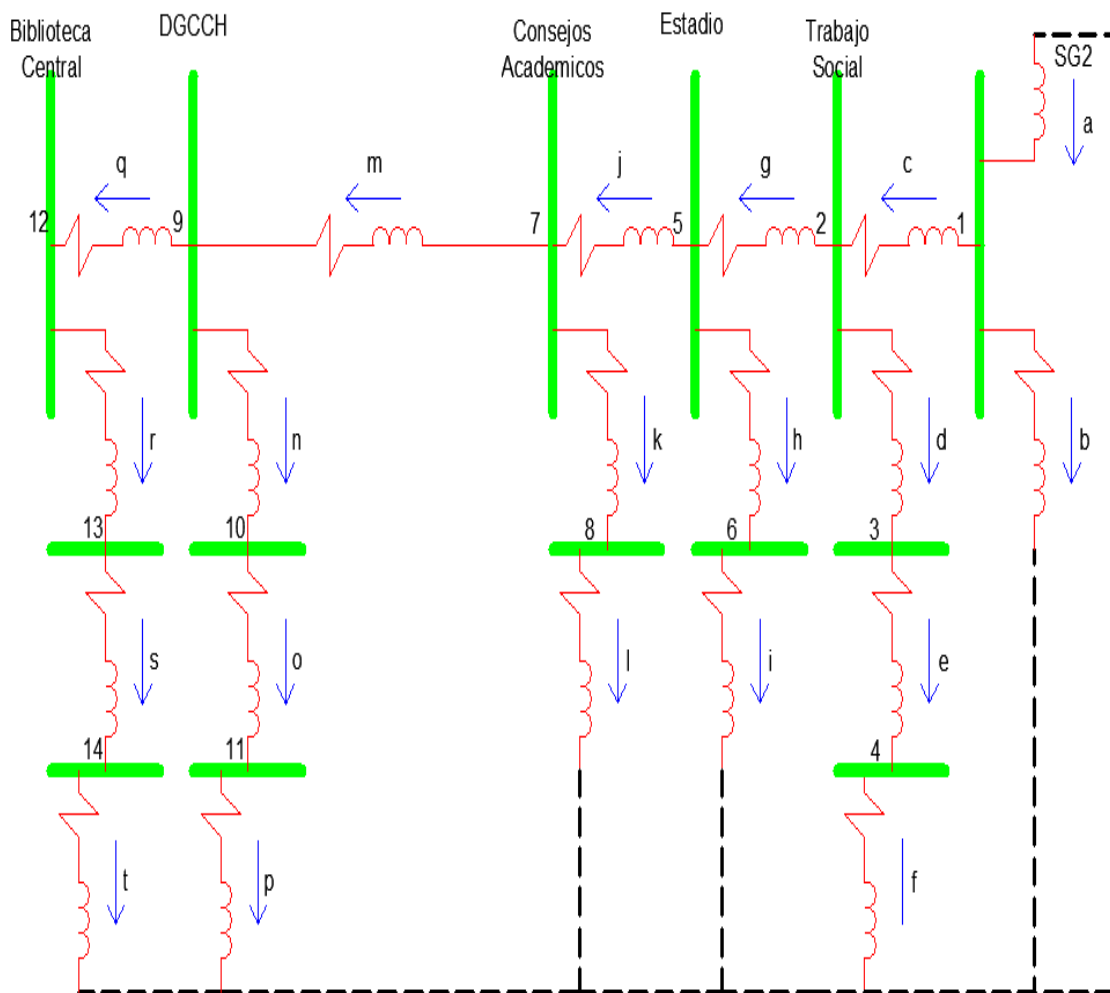 Biblioteca
Central
DGCCH
Consejos
Academicos
Estadio
Trabajo
Social
SG2
a
q
m
j
g
c
12
9
7
5
2
1
r
n
k
h
d
b
13
10
8
6
3
s
o
l
i
e
14
11
4
t
p
f